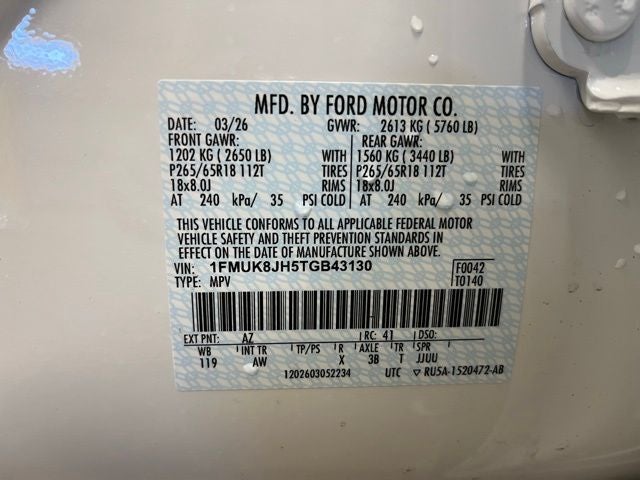 MFD. BY FORD MOTOR CO.
DATE: 03/26 GVWR: 2613 KG ( 5760 LB)
FRONT GAWR: REAR GAWR:
1202 KG ( 2650 LB) WITH 1560 KG ( 3440 LB) WITH
P265/65R18 112T TIRES P265/65R18 112T TIRES
18x8.0J RIMS 18x8.0J RIMS
AT 240 kPa/ 35 PSI COLD AT 240 kPa/ 35 PSI COLD
THIS VEHICLE CONFORMS TO ALL APPLICABLE FEDERAL MOTOR
VEHICLE SAFETY AND THEFT PREVENTION STANDARDS IN
EFFECT ON THE DATE OF MANUFACTURE SHOWN ABOVE.
VIN: 1FMUK8JH5TGB43130 F0042
TYPE: MPV T0140
EXT PNT: AZ RC: 41 DSO:
WB INT TR TP/PS R AXLE TR SPR
119 AW X 3B T JJUU
1202603052234 UTC ▽ RU5A-1520472-AB